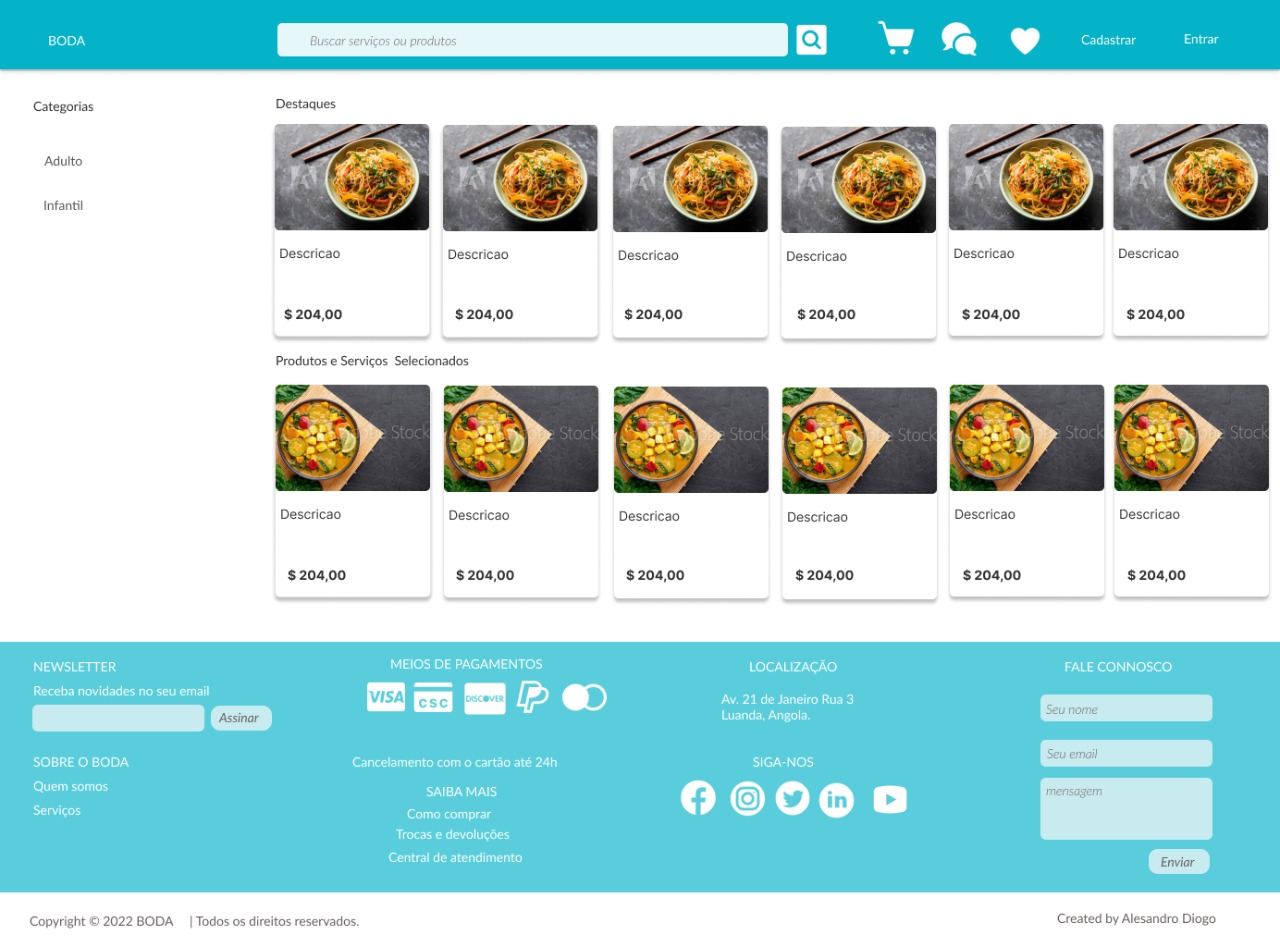 BODA
Buscar serviços ou produtos
Cadastrar
Entrar
Categorias
Adulto
Infantil
Destaques
Descricao
$ 204,00
Descricao
$ 204,00
Descricao
$ 204,00
Descricao
$ 204,00
Descricao
$ 204,00
Descricao
$ 204,00
Produtos e Serviços Selecionados
Descricao
$ 204,00
Descricao
$ 204,00
Descricao
$ 204,00
Descricao
$ 204,00
Descricao
$ 204,00
Descricao
$ 204,00
NEWSLETTER
Receba novidades no seu email
Assinar
SOBRE O BODA
Quem somos
Serviços
MEIOS DE PAGAMENTOS
VISA
CSC
DISCOVER
Cancelamento com o cartão até 24h
SAIBA MAIS
Como comprar
Trocas e devoluções
Central de atendimento
LOCALIZAÇÃO
Av. 21 de Janeiro Rua 3
Luanda, Angola.
SIGA-NOS
FALE CONNOSCO
Seu nome
Seu email
mensagem
Enviar
Copyright © 2022 BODA | Todos os direitos reservados.
Created by Alesandro Diogo